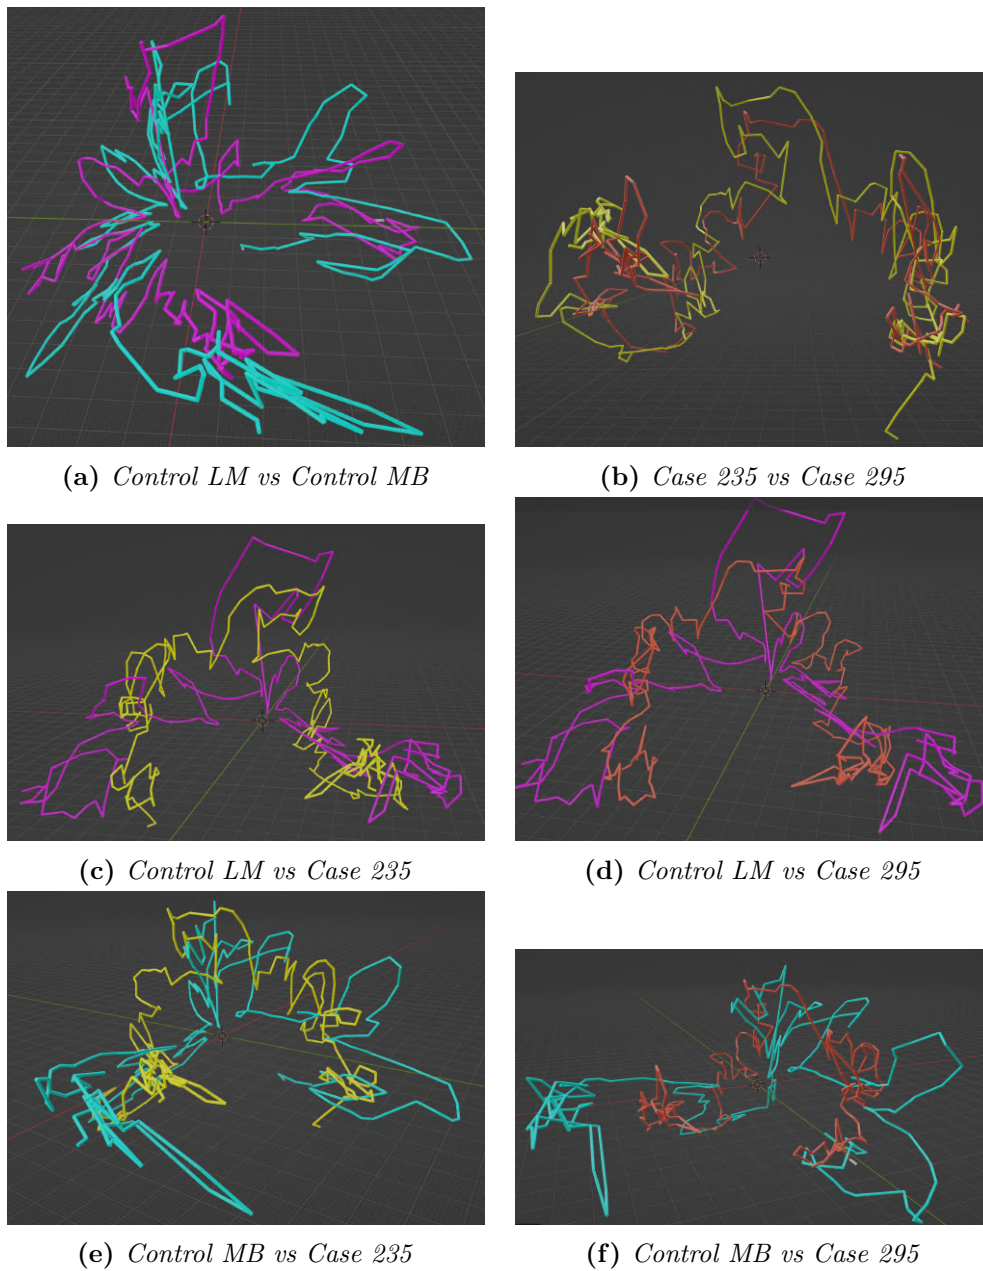 (a) Control LM vs Control MB
(b) Case 235 vs Case 295
(c) Control LM vs Case 235
(d) Control LM vs Case 295
(e) Control MB vs Case 235
(f) Control MB vs Case 295